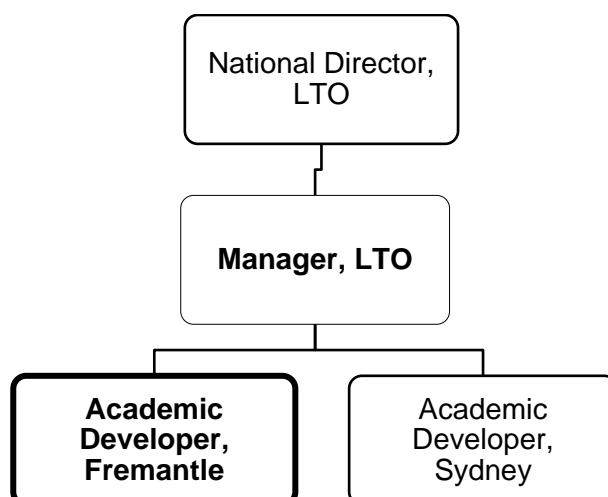 National Director,
LTO
Manager, LTO
Academic
Developer,
Fremantle
Academic
Developer,
Sydney